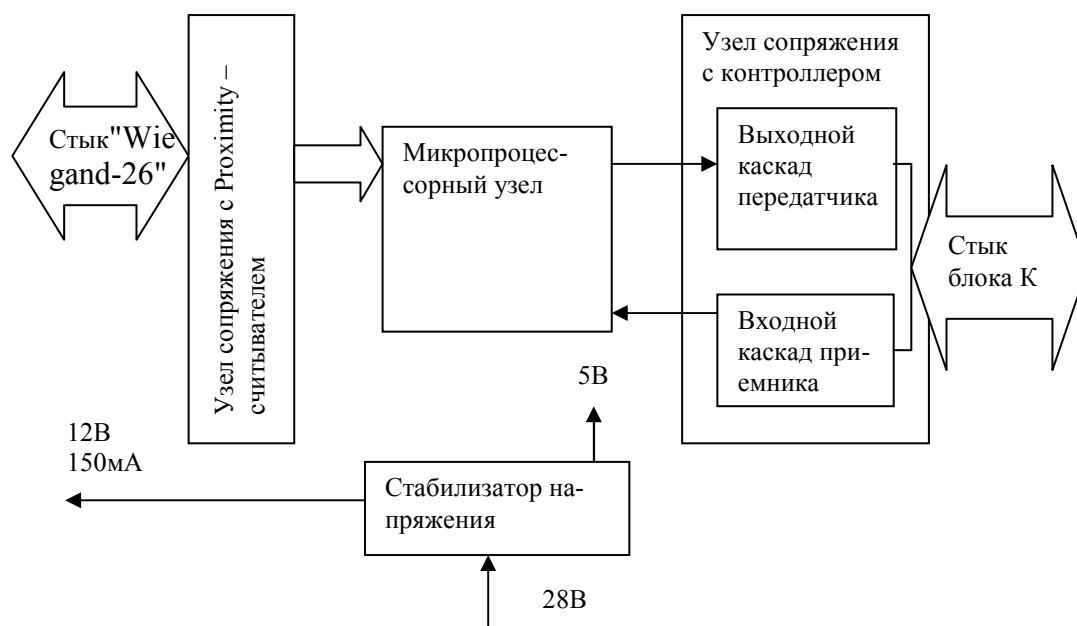 Стык"Wie
gand-26"
Узел сопряжения с Proximity –
считывателем
Микропроцес-
ссорный узел
Узел сопряжения
с контроллером
Выходной
каскад
передатчика
Входной
каскад при-
емника
Стык
блока К
5В
12В
150мА
Стабилизатор на-
пряжения
28В